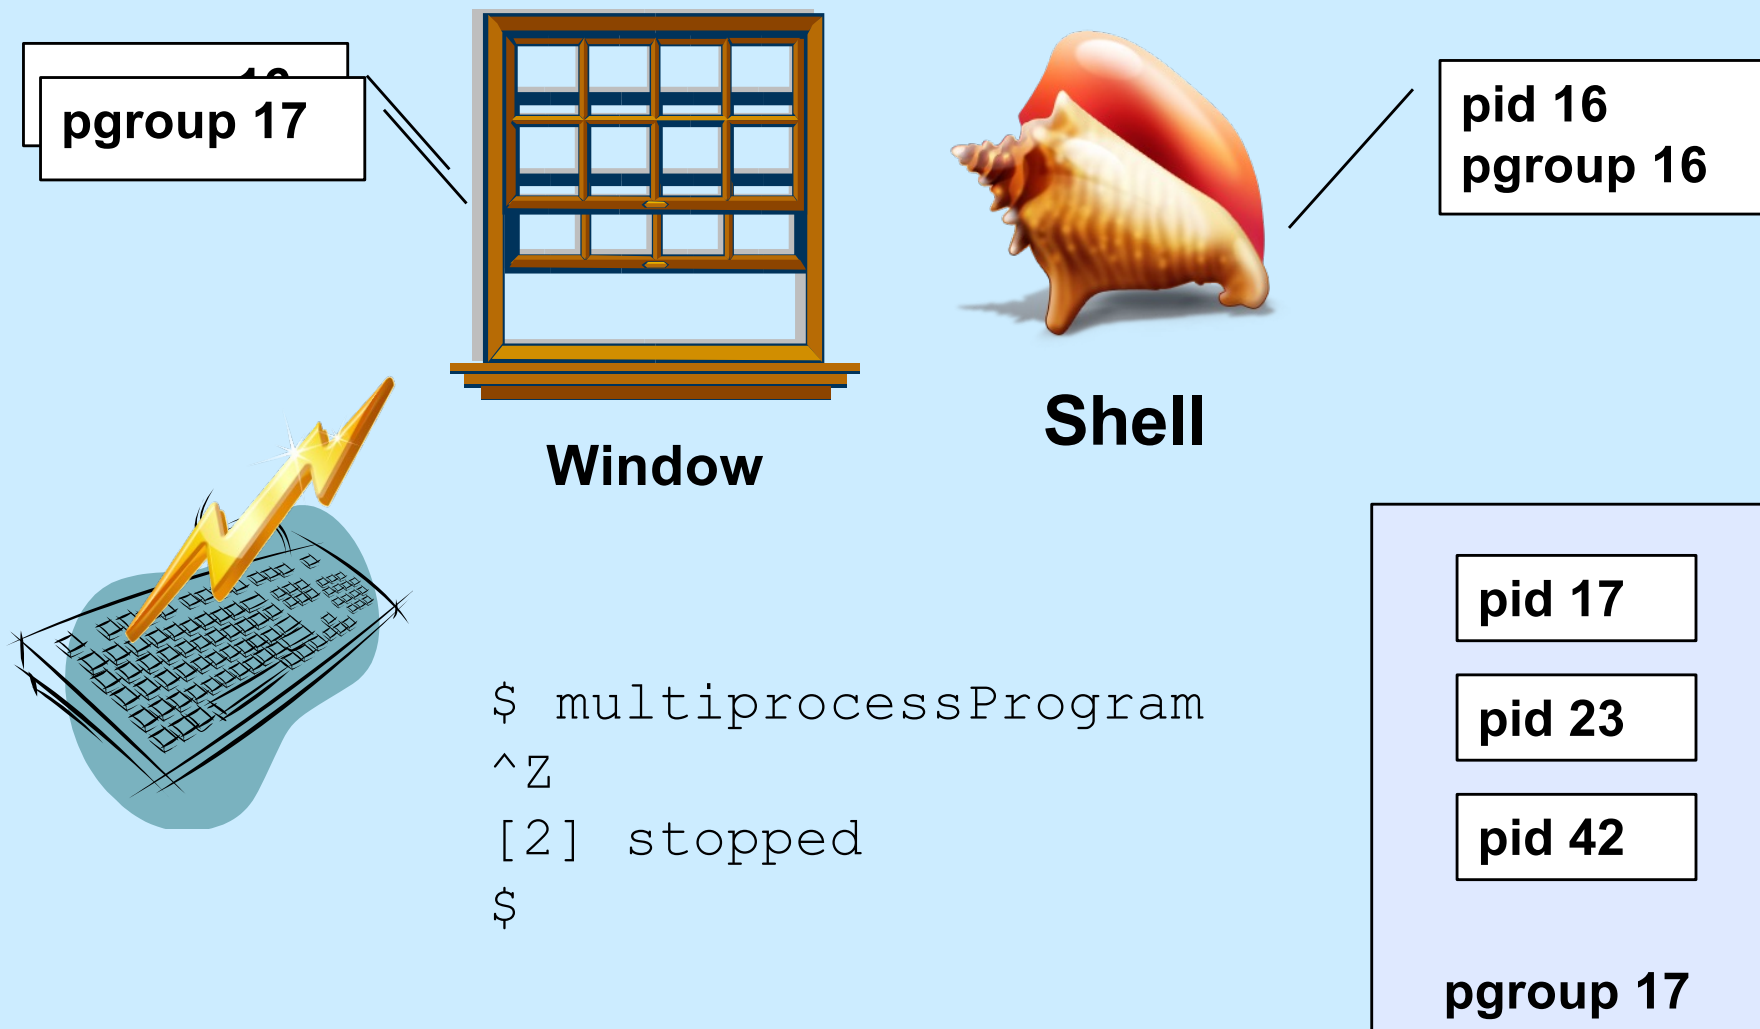 pgroup 17
pid 16
pgroup 16
Window
Shell
$ multiprocessProgram
^Z
[2] stopped
$
pid 17
pid 23
pid 42
pgroup 17